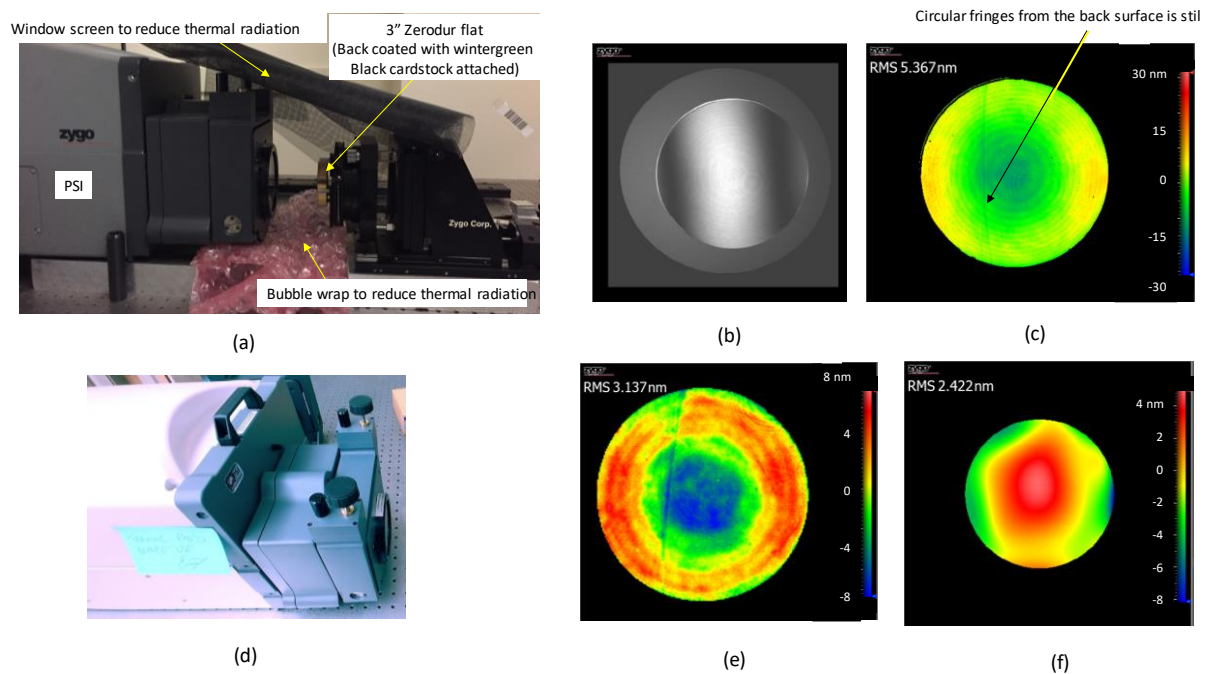 Window screen to reduce thermal radiation
3” Zerodur flat
(Back coated with wintergreen
Black cardstock attached)
zygo
PSI
Zygo Corp.
Bubble wrap to reduce thermal radiation
(a)
Circular fringes from the back surface is stil
zygo
(b)
zygo
RMS 5.367nm
30 nm
15
0
-15
-30
(c)
(d)
zygo
RMS 3.137nm
8 nm
4
0
-4
-8
(e)
zygo
RMS 2.422nm
4 nm
2
0
-2
-4
-6
-8
(f)